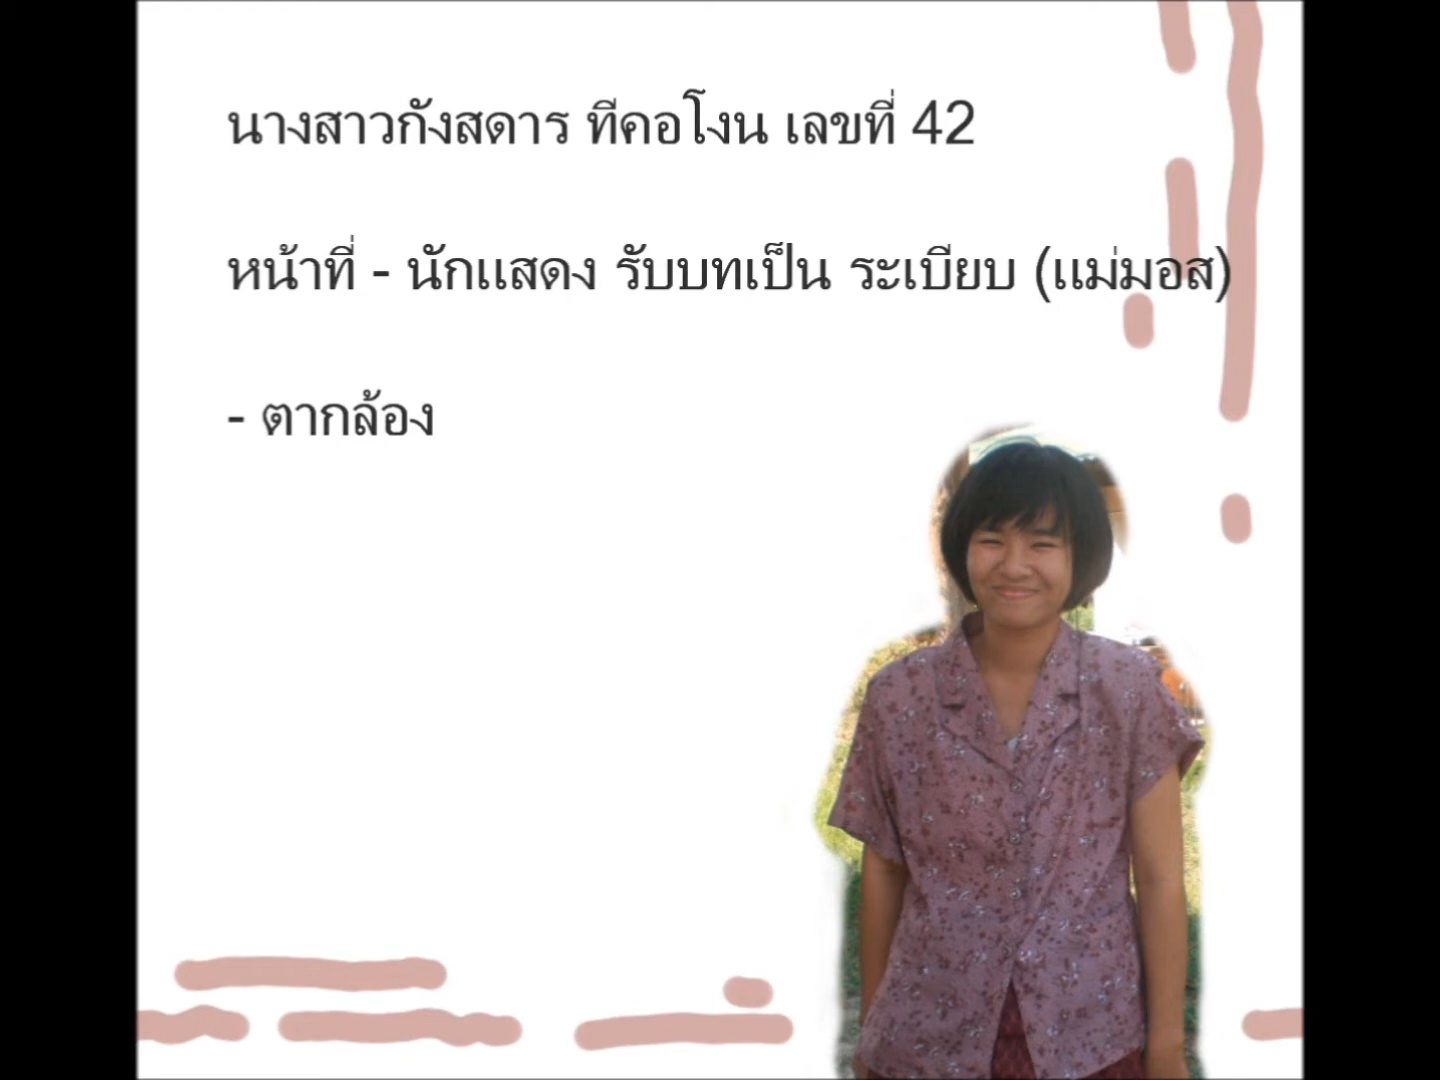 นางสาวกังสดาร ทีคอโงน เลขที่ 42
หน้าที่ - นักแสดง รับบทเป็น ระเบียบ (แม่มอส)
- ตากล้อง